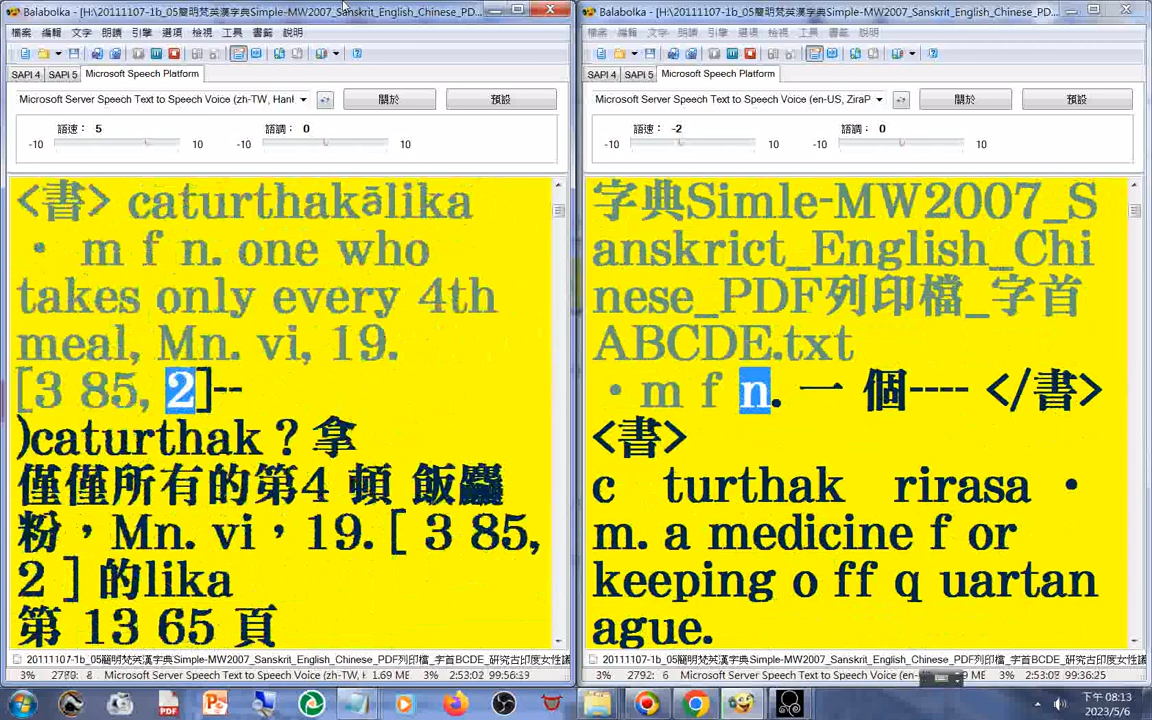 Balabolka - [H:\20111107-1b_05簡明梵英漢字典Simple-MW2007_Sanskrit_English_Chinese_PD...
檔案 編輯 文字 朗讀 引擎 選項 檢視 工具 書籤 說明
SAPI 4 SAPI 5 Microsoft Speech Platform
Microsoft Server Speech Text to Speech Voice (zh-TW, HanI
關於 預設
語速： 5 語調： 0
-10 10 -10 10
<書> caturthakālika
• m f n. one who
takes only every 4th
meal, Mn. vi, 19.
[3 85, 2]--
)caturthak？拿
僅僅所有的第4 頓 飯麤
粉，Mn. vi，19. [ 3 85,
2 ] 的lika
第 13 65 頁
20111107-1b_05簡明梵英漢字典Simple-MW2007_Sanskrit_English_Chinese_PDF列印檔_字首BCDE_研究古印度女性議
3% 2779: 8 Microsoft Server Speech Text to Speech Voice (zh-TW, 1.69 ME 3% 2:53:02 99:56:19
Balabolka - [H:\20111107-1b_05簡明梵英漢字典Simple-MW2007_Sanskrit_English_Chinese_PD...
檔案 編輯 文字 朗讀 引擎 選項 檢視 工具 書籤 說明
SAPI 4 SAPI 5 Microsoft Speech Platform
Microsoft Server Speech Text to Speech Voice (en-US, ZiraP
關於 預設
語速： -2 語調： 0
-10 10 -10 10
字典Simle-MW2007_S
anskrict_English_Chi
nese_PDF列印檔_字首
ABCDE.txt
• m f n. 一 個---- </書>
<書>
c turthak rirasa •
m. a medicine f or
keeping o ff q uartan
ague.
20111107-1b_05簡明梵英漢字典Simple-MW2007_Sanskrit_English_Chinese_PDF列印檔_字首BCDE_研究古印度女性議
3% 2792: 6 Microsoft Server Speech Text to Speech Voice ME 3% 2:53:0 99:36:25
下午 08:13
2023/5/6